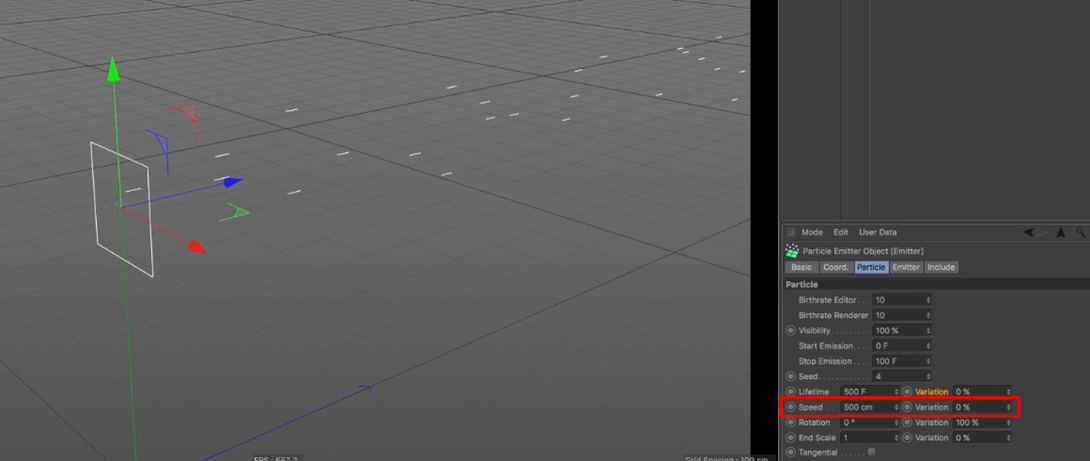 Mode Edit User Data
Particle Emitter Object [Emitter]
Basic Coord. Particle Emitter Include
Particle
Birthrate Editor . . . 10
Birthrate Renderer 10
Visibility . . . . . . . . . 100 %
Start Emission . . . . 0 F
Stop Emission . . . . 100 F
Seed . . . . . . . . . . . . 4
Lifetime 500 F Variation 0 %
Speed . . 500 cm Variation 0 %
Rotation 0 ° Variation 100 %
End Scale 1 Variation 0 %
Tangential . . . . . .
FPS : 652.2
Grid Spacing : 100 cm